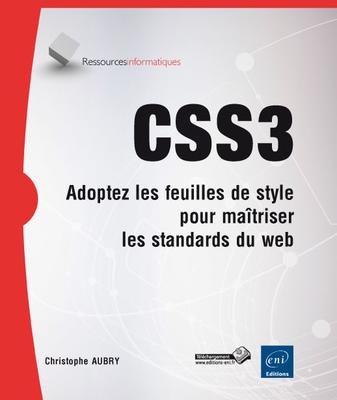 Ressourcesinformatiques
CSS3
Adoptez les feuilles de style
pour maîtriser
les standards du web
Christophe AUBRY
Téléchargement
www.editions-eni.fr
eni
Editions